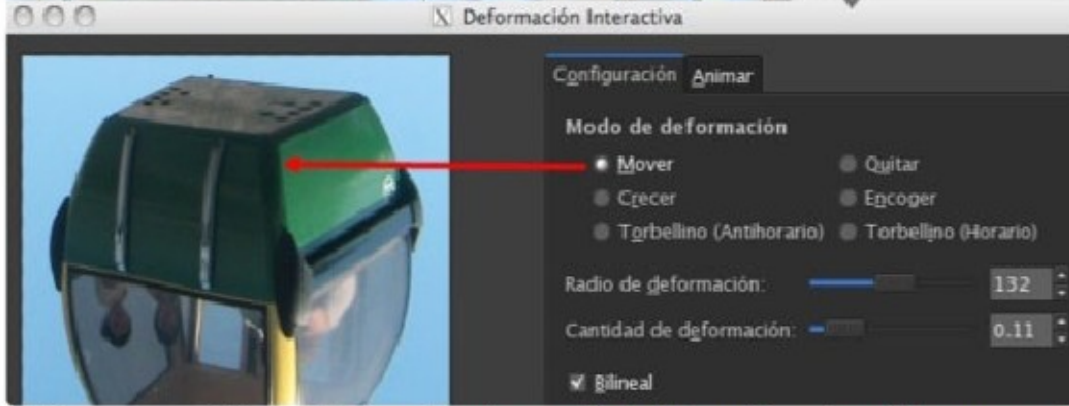 Deformación Interactiva
Configuración Animar
Modo de deformación
Mover Quitar
Crecer Encoger
Torbellino (Antihorario) Torbellino (Horario)
Radio de deformación: 132
Cantidad de deformación: 0.11
Bilineal